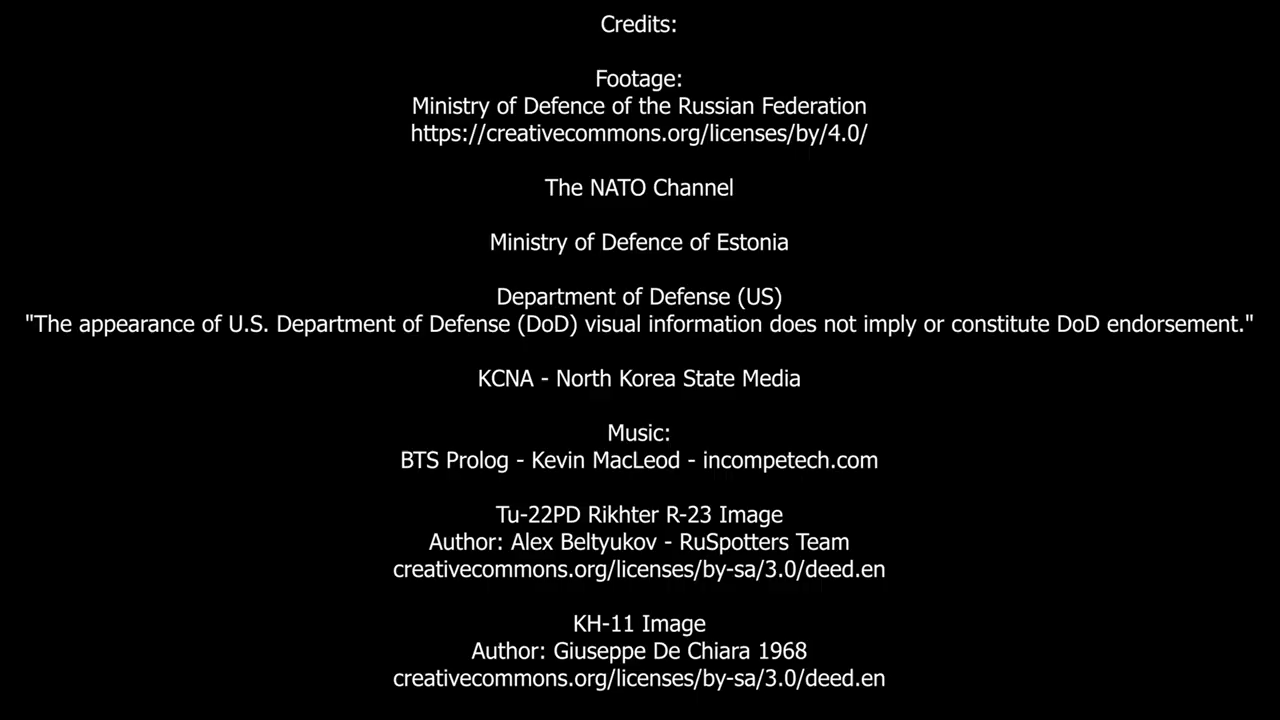 Credits:
Footage:
Ministry of Defence of the Russian Federation
https://creativecommons.org/licenses/by/4.0/
The NATO Channel
Ministry of Defence of Estonia
Department of Defense (US)
"The appearance of U.S. Department of Defense (DoD) visual information does not imply or constitute DoD endorsement."
KCNA - North Korea State Media
Music:
BTS Prolog - Kevin MacLeod - incompetech.com
Tu-22PD Rikhter R-23 Image
Author: Alex Beltyukov - RuSpotters Team
creativecommons.org/licenses/by-sa/3.0/deed.en
KH-11 Image
Author: Giuseppe De Chiara 1968
creativecommons.org/licenses/by-sa/3.0/deed.en